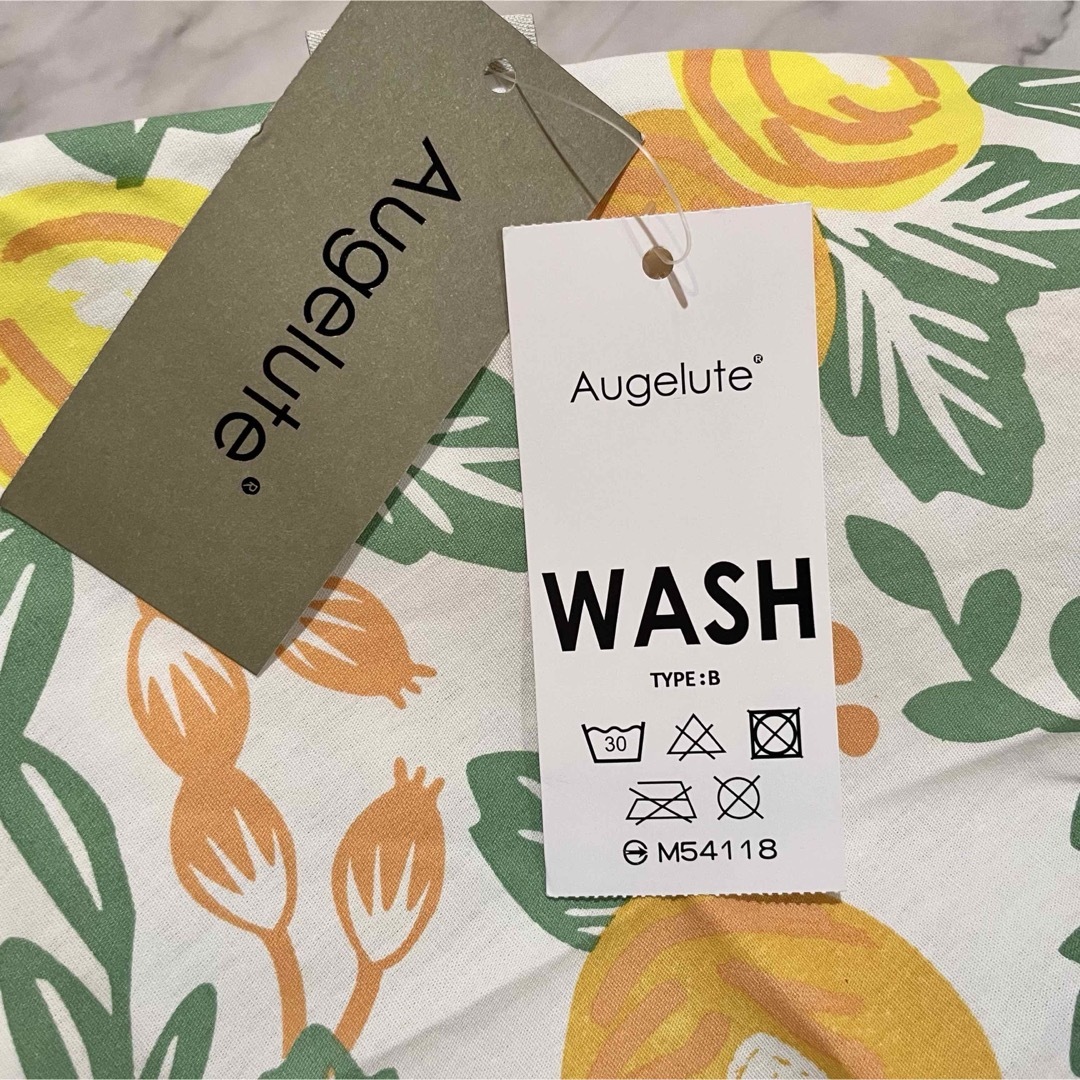 Augelute®
Augelute®
WASH
TYPE:B
30
M54118